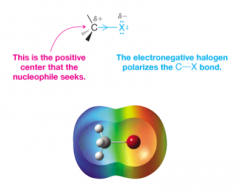 δ+ δ−
C X
This is the positive
center that the
nucleophile seeks.
The electronegative halogen
polarizes the C—X bond.